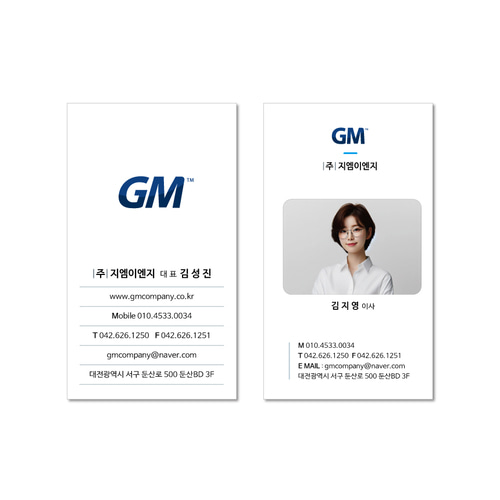 GM™
|주| 지엠이엔지 대 표 김 성 진
www.gmcompany.co.kr
Mobile 010.4533.0034
T 042.626.1250 F 042.626.1251
gmcompany@naver.com
대전광역시 서구 둔산로 500 둔산BD 3F
GM™
|주| 지엠이엔지
김 지 영 이사
M 010.4533.0034
T 042.626.1250 F 042.626.1251
E MAIL : gmcompany@naver.com
대전광역시 서구 둔산로 500 둔산BD 3F